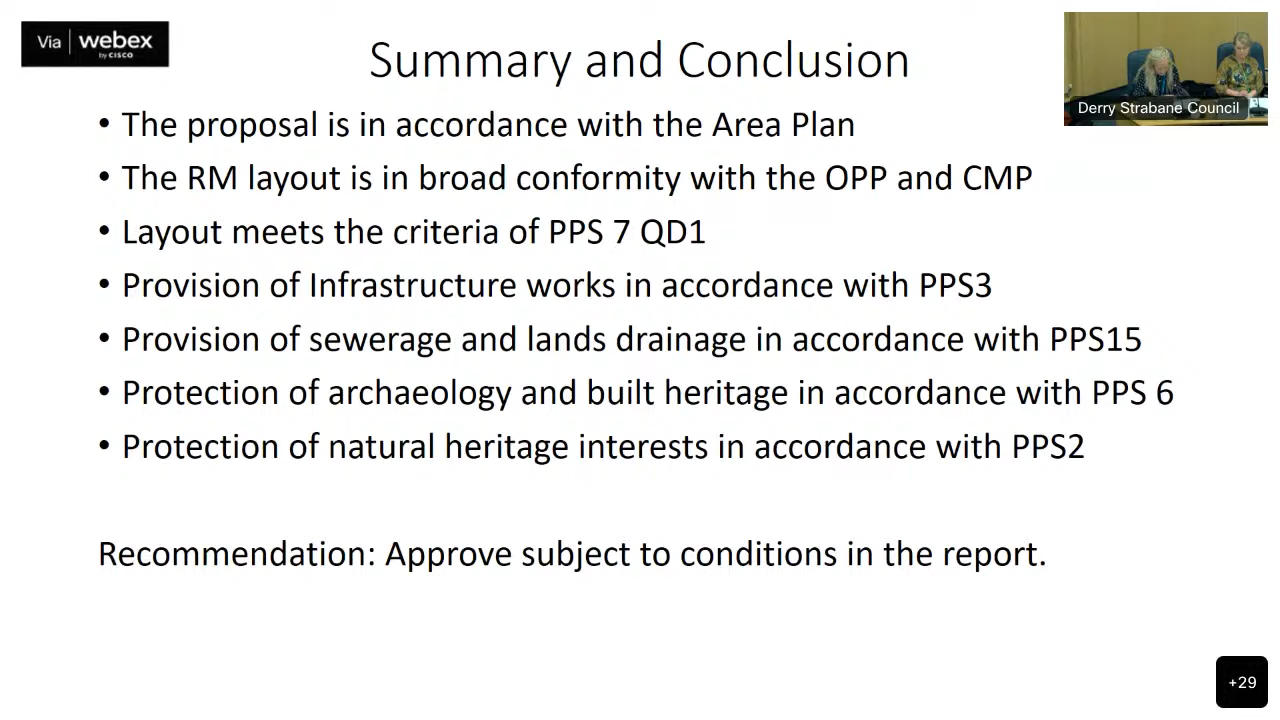 Via webex
by CISCO
Summary and Conclusion
Derry Strabane Council
• The proposal is in accordance with the Area Plan
• The RM layout is in broad conformity with the OPP and CMP
• Layout meets the criteria of PPS 7 QD1
• Provision of Infrastructure works in accordance with PPS3
• Provision of sewerage and lands drainage in accordance with PPS15
• Protection of archaeology and built heritage in accordance with PPS 6
• Protection of natural heritage interests in accordance with PPS2
Recommendation: Approve subject to conditions in the report.
+29